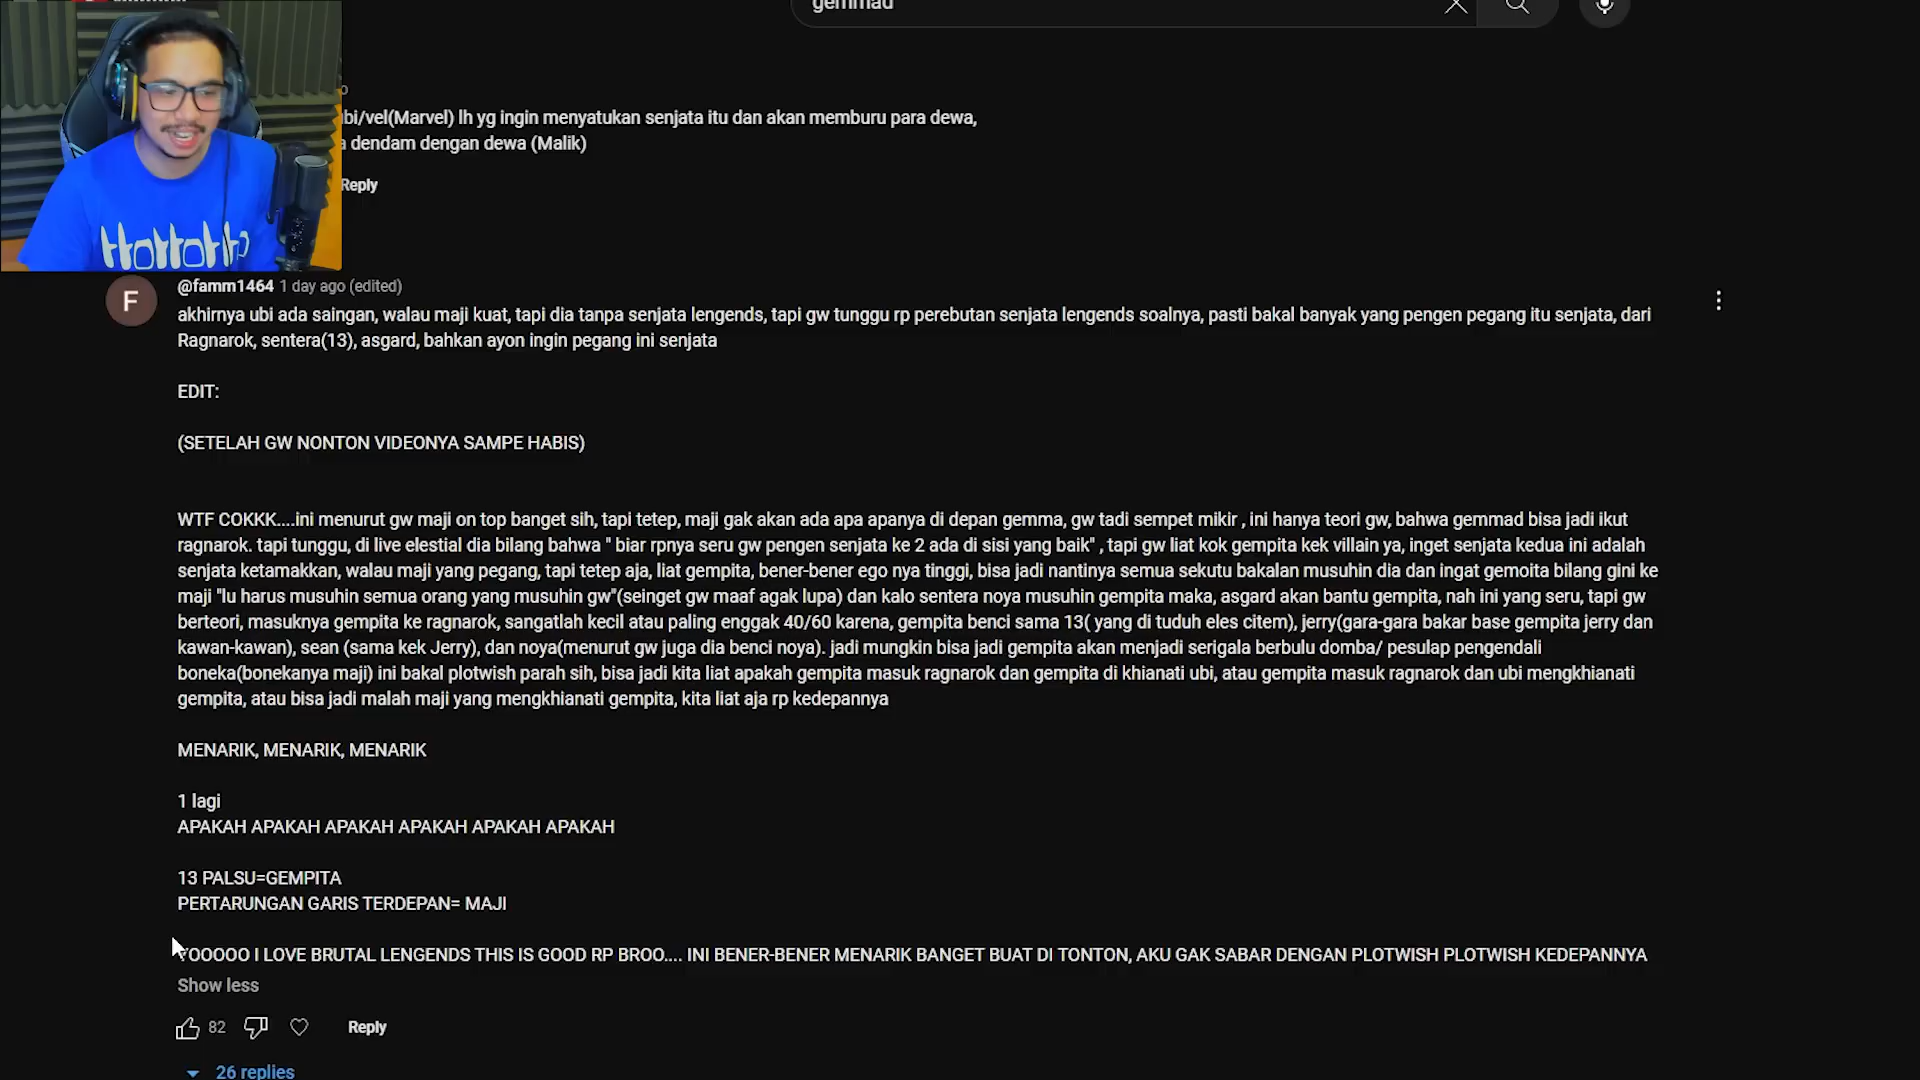 gemmad
bi/vel(Marvel) lh yg ingin menyatukan senjata itu dan akan memburu para dewa,
dendam dengan dewa (Malik)
Reply
F
@famm1464 1 day ago (edited)
akhirnya ubi ada saingan, walau maji kuat, tapi dia tanpa senjata lengends, tapi gw tunggu rp perebutan senjata lengends soalnya, pasti bakal banyak yang pengen pegang itu senjata, dari
Ragnarok, sentera(13), asgard, bahkan ayon ingin pegang ini senjata
EDIT:
(SETELAH GW NONTON VIDEONYA SAMPE HABIS)
WTF COKKK....ini menurut gw maji on top banget sih, tapi tetep, maji gak akan ada apa apanya di depan gemma, gw tadi sempet mikir , ini hanya teori gw, bahwa gemmad bisa jadi ikut
ragnarok. tapi tunggu, di live elestial dia bilang bahwa " biar rpnya seru gw pengen senjata ke 2 ada di sisi yang baik" , tapi gw liat kok gempita kek villain ya, inget senjata kedua ini adalah
senjata ketamakkan, walau maji yang pegang, tapi tetep aja, liat gempita, bener-bener ego nya tinggi, bisa jadi nantinya semua sekutu bakalan musuhin dia dan ingat gemoita bilang gini ke
maji "lu harus musuhin semua orang yang musuhin gw"(seinget gw maaf agak lupa) dan kalo sentera noya musuhin gempita maka, asgard akan bantu gempita, nah ini yang seru, tapi gw
berteori, masuknya gempita ke ragnarok, sangatlah kecil atau paling enggak 40/60 karena, gempita benci sama 13( yang di tuduh eles citem), jerry(gara-gara bakar base gempita jerry dan
kawan-kawan), sean (sama kek Jerry), dan noya(menurut gw juga dia benci noya). jadi mungkin bisa jadi gempita akan menjadi serigala berbulu domba/ pesulap pengendali
boneka(bonekanya maji) ini bakal plotwish parah sih, bisa jadi kita liat apakah gempita masuk ragnarok dan gempita di khianati ubi, atau gempita masuk ragnarok dan ubi mengkhianati
gempita, atau bisa jadi malah maji yang mengkhianati gempita, kita liat aja rp kedepannya
MENARIK, MENARIK, MENARIK
1 lagi
APAKAH APAKAH APAKAH APAKAH APAKAH APAKAH
13 PALSU=GEMPITA
PERTARUNGAN GARIS TERDEPAN= MAJI
YOOOOO I LOVE BRUTAL LENGENDS THIS IS GOOD RP BROO.... INI BENER-BENER MENARIK BANGET BUAT DI TONTON, AKU GAK SABAR DENGAN PLOTWISH PLOTWISH KEDEPANNYA
Show less
82
Reply
26 replies